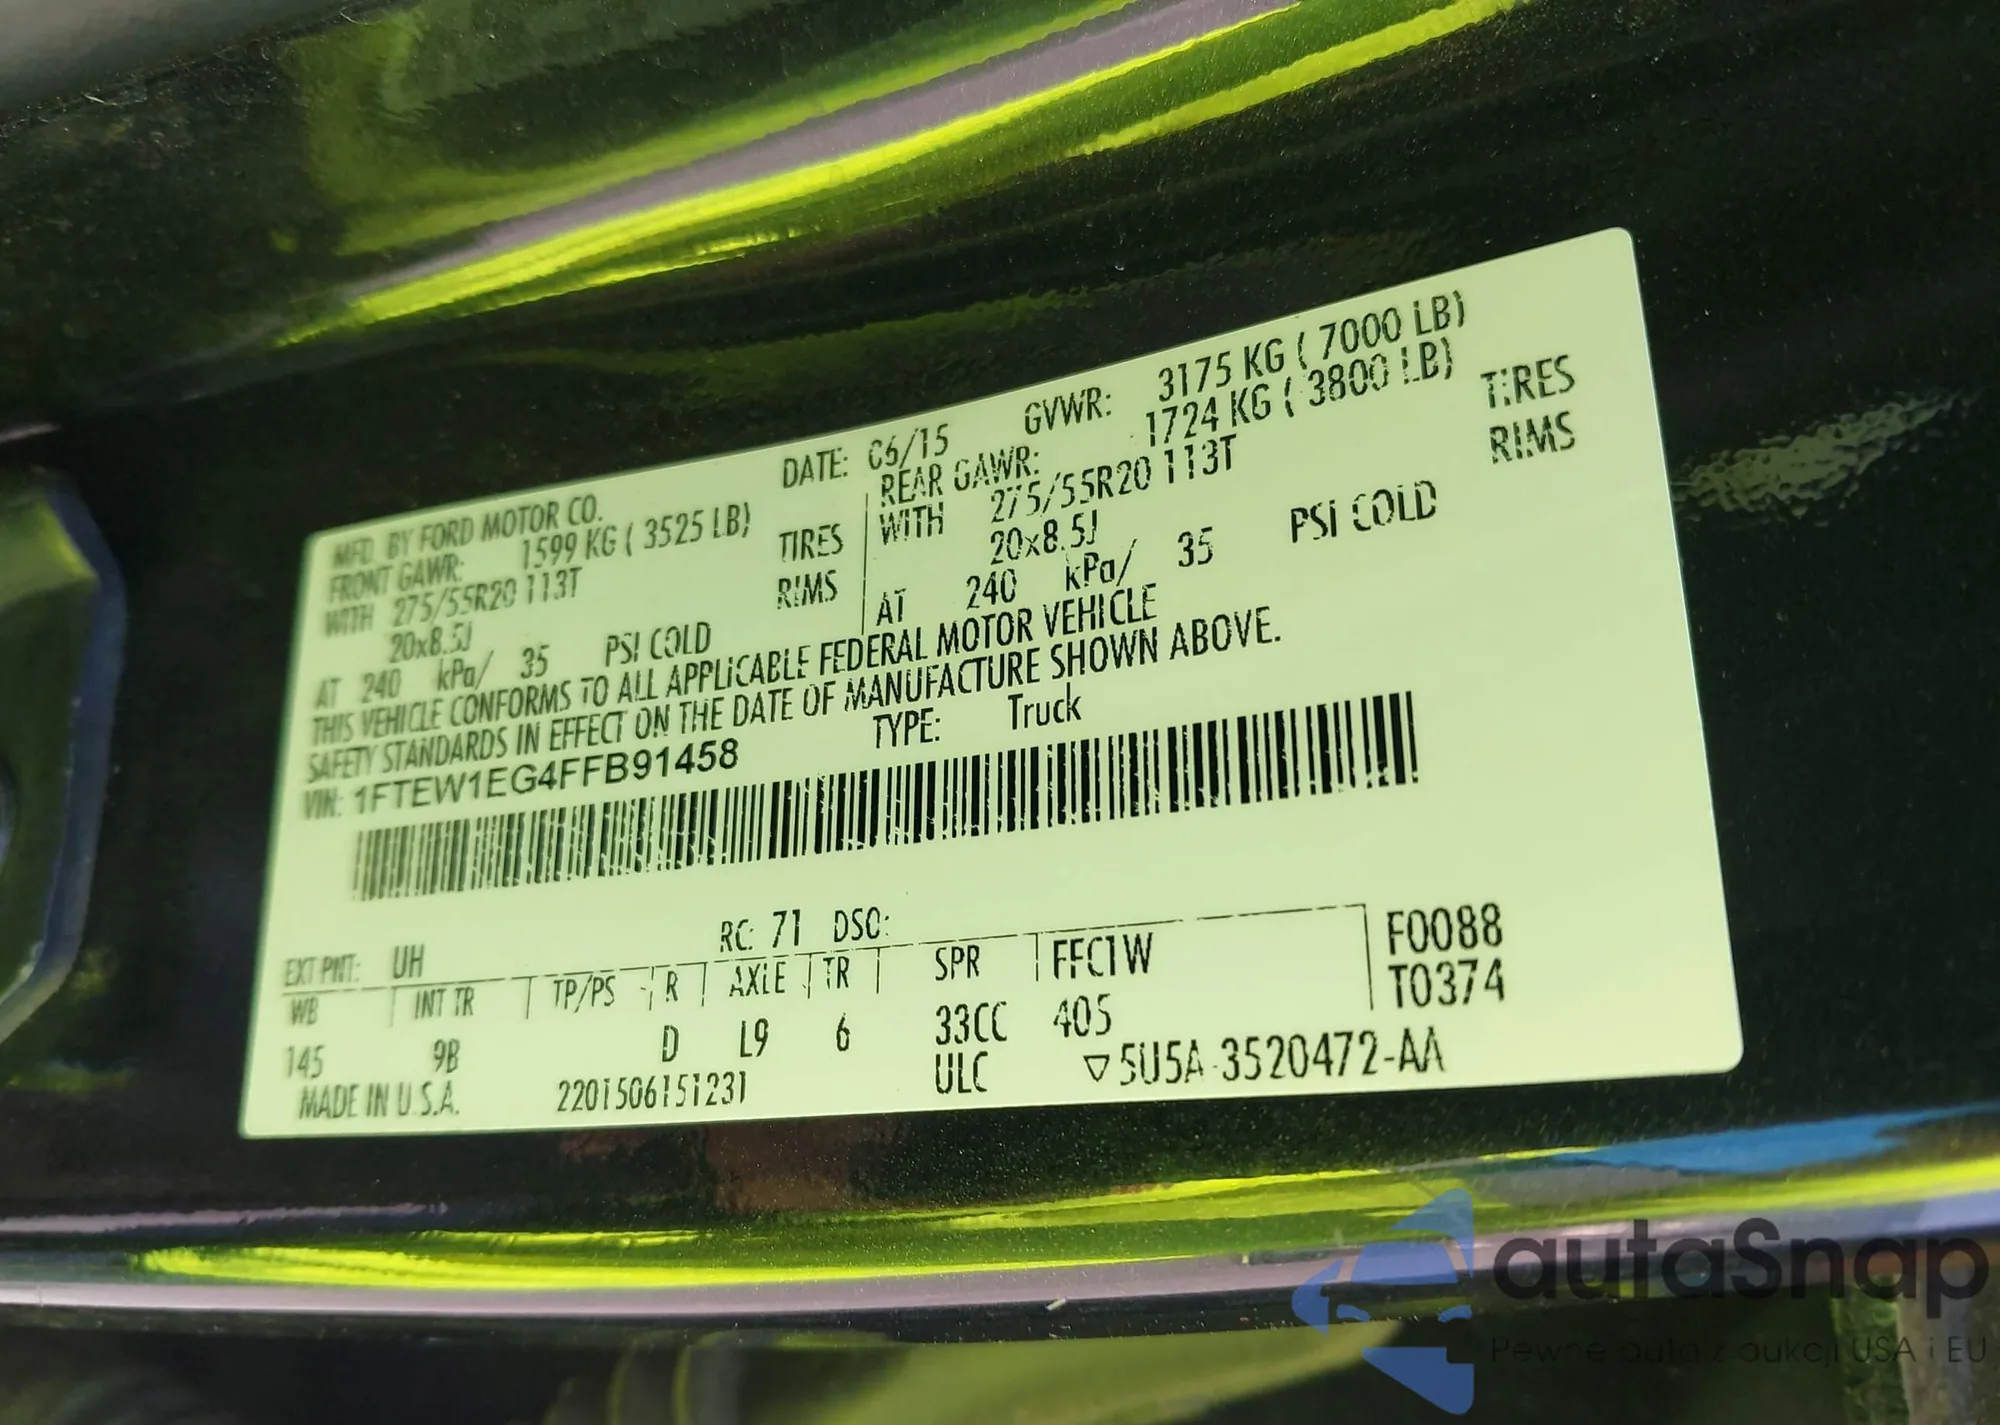 MFD. BY FORD MOTOR CO. DATE: 06/15 GVWR: 3175 KG ( 7000 LB)
FRONT GAWR: 1599 KG ( 3525 LB) REAR GAWR: 1724 KG ( 3800 LB)
WITH 275/55R20 113T TIRES WITH 275/55R20 113T TIRES
20x8.5J RIMS 20x8.5J RIMS
AT 240 kPa/ 35 PSI COLD AT 240 kPa/ 35 PSI COLD
THIS VEHICLE CONFORMS TO ALL APPLICABLE FEDERAL MOTOR VEHICLE
SAFETY STANDARDS IN EFFECT ON THE DATE OF MANUFACTURE SHOWN ABOVE.
VIN: 1FTEW1EG4FFB91458 TYPE: Truck
EXT PNT: UH RC: 71 DSO:
WB INT TR TP/PS R AXLE TR SPR FFC1W F0088
145 9B D L9 6 33CC 405 T0374
MADE IN U.S.A. 2201506151231 ULC ▽5U5A-3520472-AA
autaSnap
Pewne auta z aukcji USA i EU